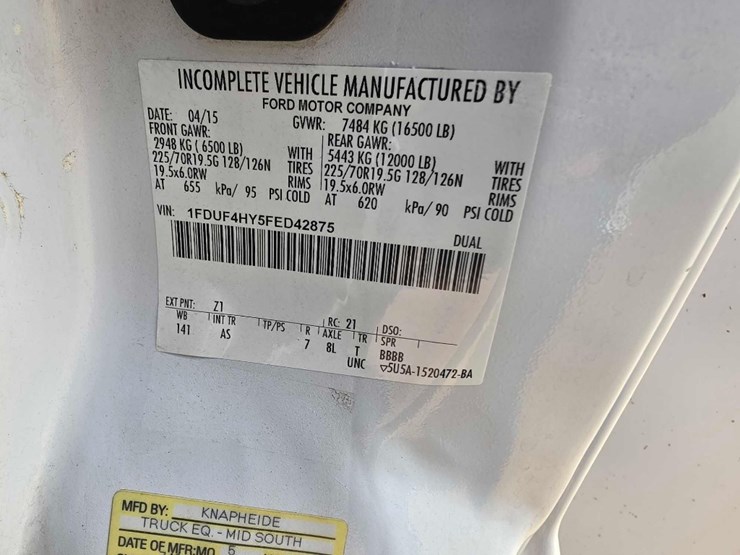 INCOMPLETE VEHICLE MANUFACTURED BY
FORD MOTOR COMPANY
DATE: 04/15 GVWR: 7484 KG (16500 LB)
FRONT GAWR: REAR GAWR:
2948 KG ( 6500 LB) WITH 5443 KG (12000 LB) WITH
225/70R19.5G 128/126N TIRES 225/70R19.5G 128/126N TIRES
19.5x6.0RW RIMS 19.5x6.0RW RIMS
AT 655 kPa/ 95 PSI COLD AT 620 kPa/ 90 PSI COLD
VIN: 1FDUF4HY5FED42875 DUAL
EXT PNT: Z1 RC: 21 DSO:
WB INT TR TP/PS R AXLE TR SPR
141 AS 7 8L T BBBB
UNC ▽5U5A-1520472-BA
MFD BY: KNAPHEIDE
TRUCK EQ. - MID SOUTH
DATE OF MFR:MO 5